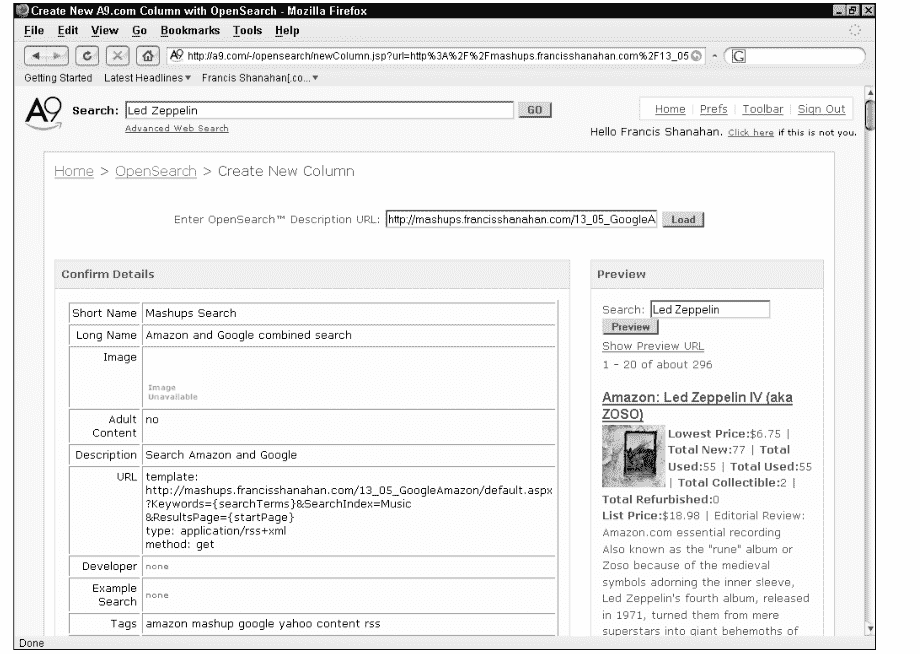 Create New A9.com Column with OpenSearch - Mozilla Firefox
File Edit View Go Bookmarks Tools Help
http://a9.com/-/opensearch/newColumn.jsp?url=http%3A%2F%2Fmashups.francisshanahan.com%2F13_05
G
Getting Started Latest Headlines Francis Shanahan[.co...
A9 Search: Led Zeppelin GO
Advanced Web Search
Home | Prefs | Toolbar | Sign Out
Hello Francis Shanahan. Click here if this is not you.
Home > OpenSearch > Create New Column
Enter OpenSearch™ Description URL: http://mashups.francisshanahan.com/13_05_GoogleA Load
Confirm Details
Short Name Mashups Search
Long Name Amazon and Google combined search
Image
Image
Unavailable
Adult
Content
no
Description Search Amazon and Google
URL template:
http://mashups.francisshanahan.com/13_05_GoogleAmazon/default.aspx
?Keywords={searchTerms}&SearchIndex=Music
&ResultsPage={startPage}
type: application/rss+xml
method: get
Developer none
Example
Search
none
Tags amazon mashup google yahoo content rss
Preview
Search: Led Zeppelin
Preview
Show Preview URL
1 - 20 of about 296
Amazon: Led Zeppelin IV (aka
ZOSO)
Lowest Price:$6.75 |
Total New:77 | Total
Used:55 | Total Used:55
| Total Collectible:2 |
Total Refurbished:0
List Price:$18.98 | Editorial Review:
Amazon.com essential recording
Also known as the "rune" album or
Zoso because of the medieval
symbols adorning the inner sleeve,
Led Zeppelin's fourth album, released
in 1971, turned them from mere
superstars into giant behemoths of
Done